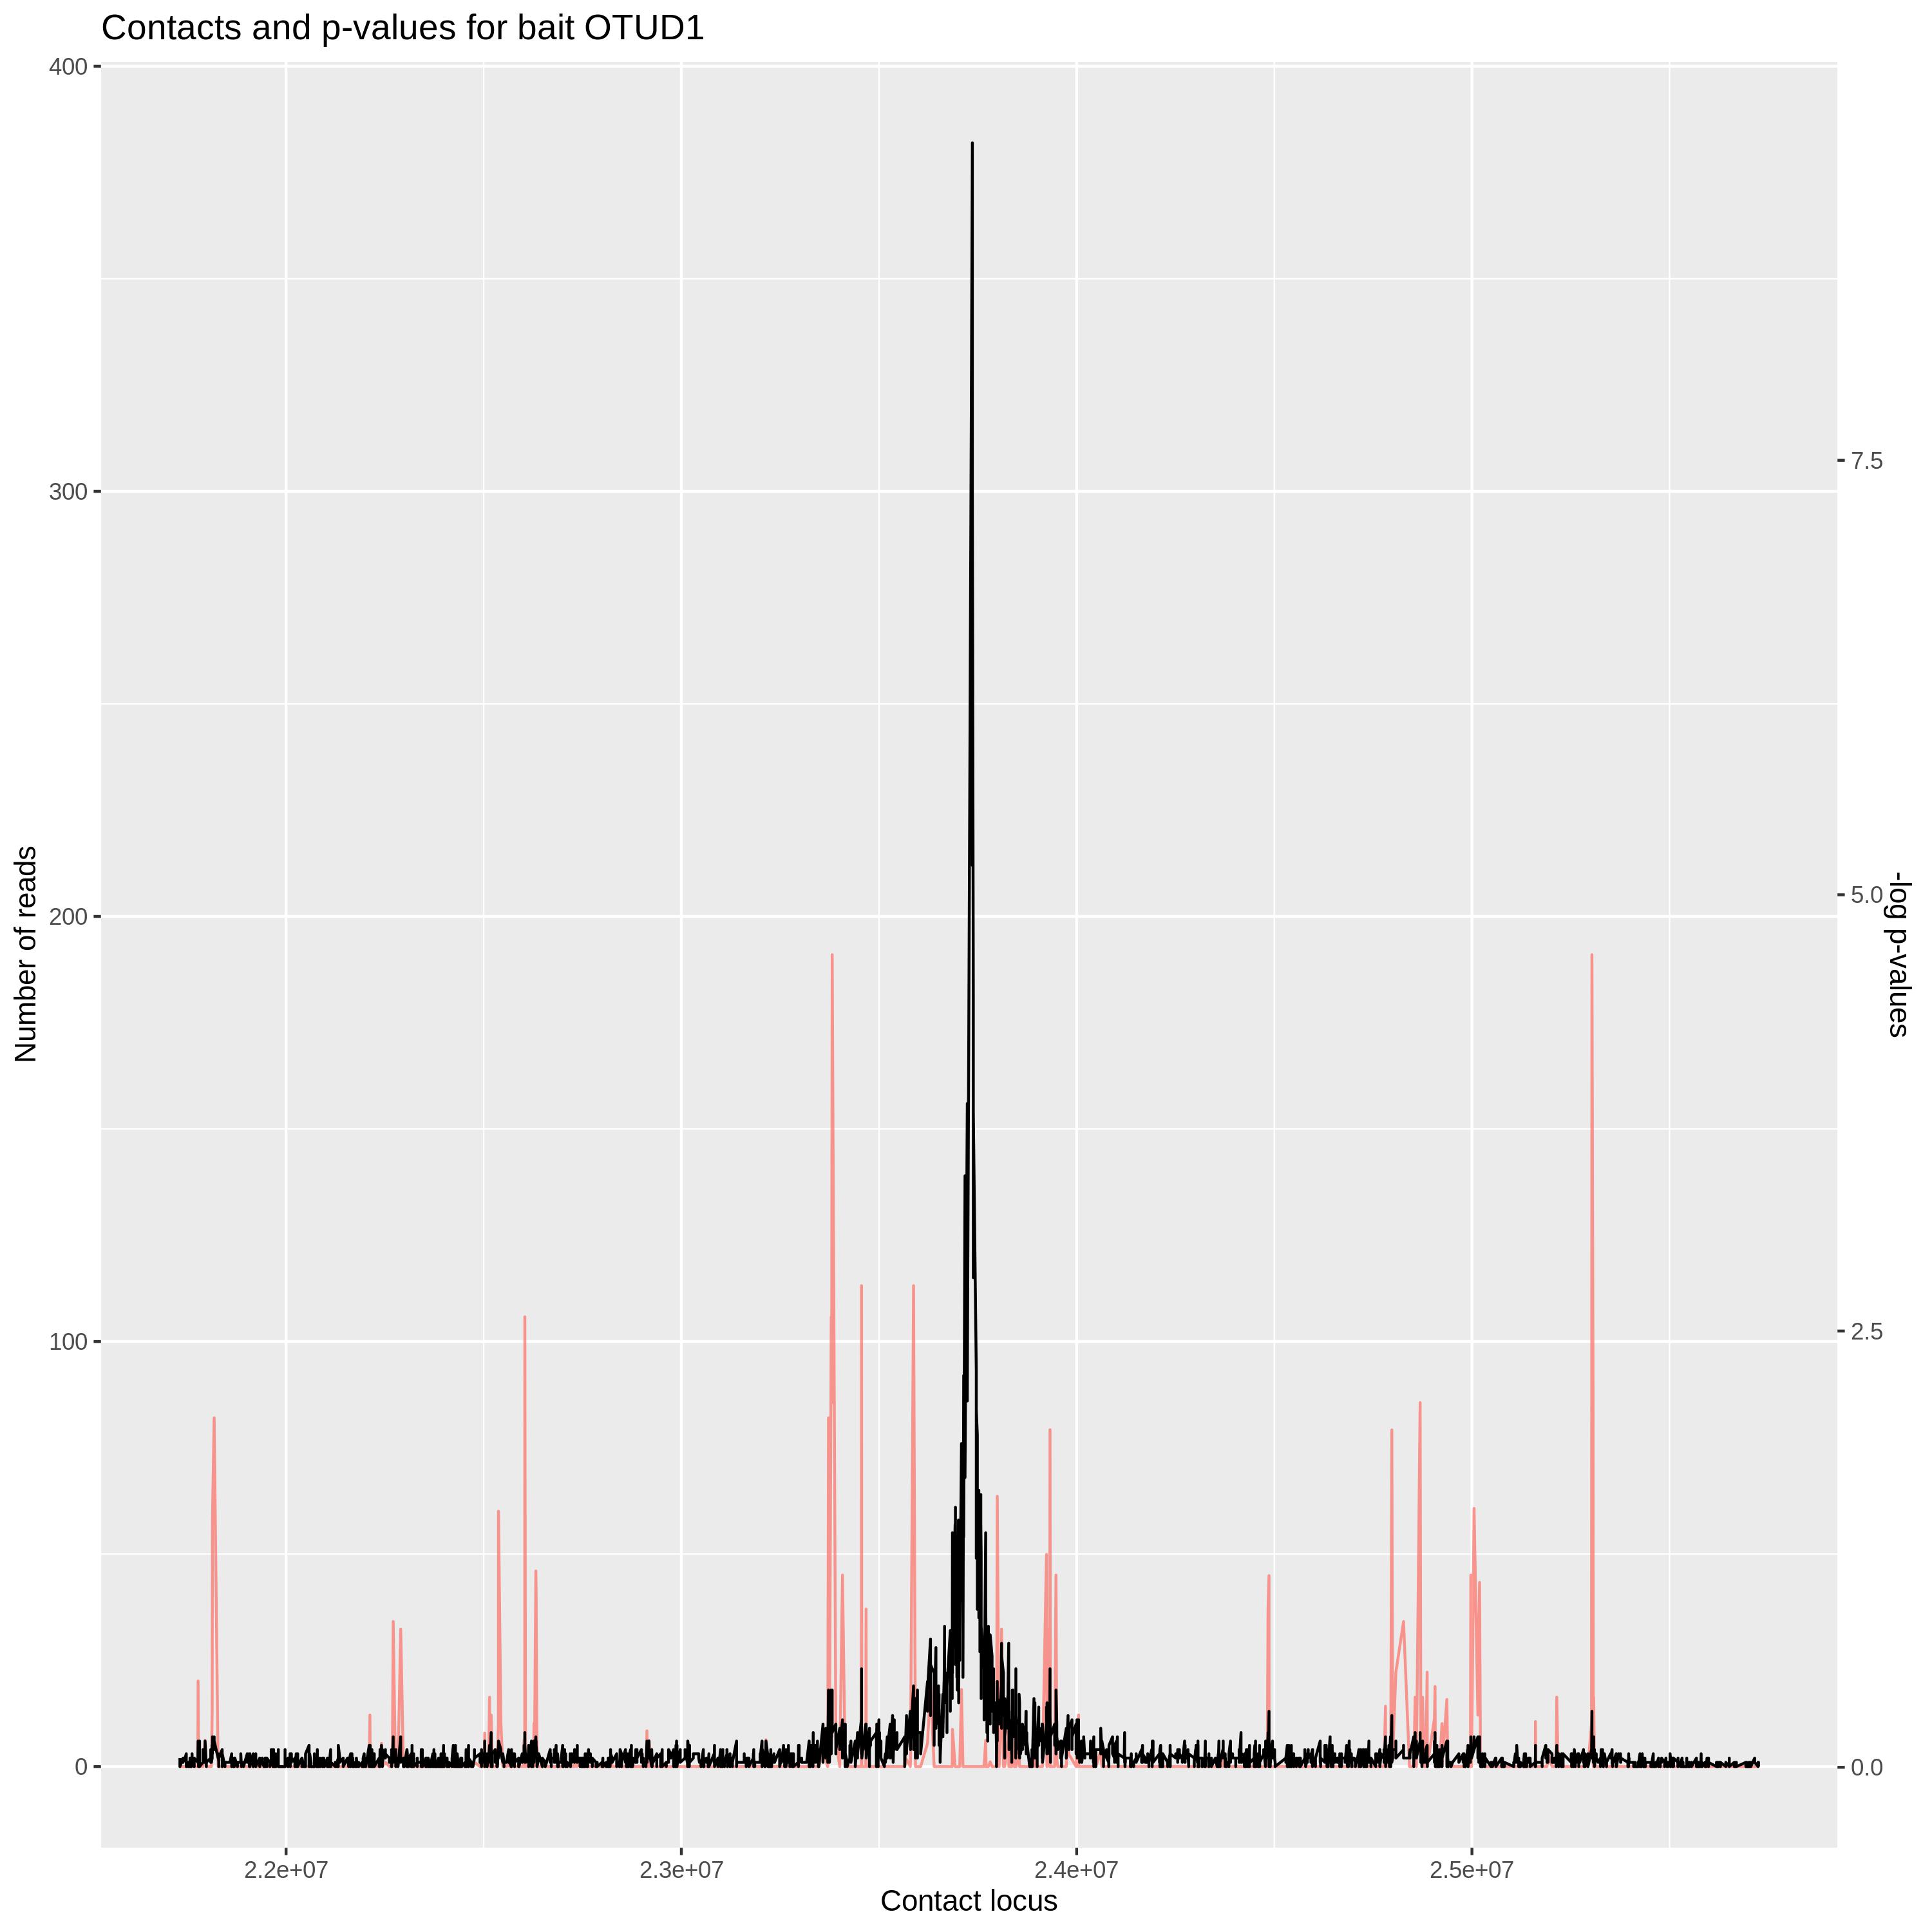 Contacts and p-values for bait OTUD1
400
300
200
100
0
Number of reads
7.5
5.0
2.5
0.0
-log p-values
2.2e+07
2.3e+07
2.4e+07
2.5e+07
Contact locus